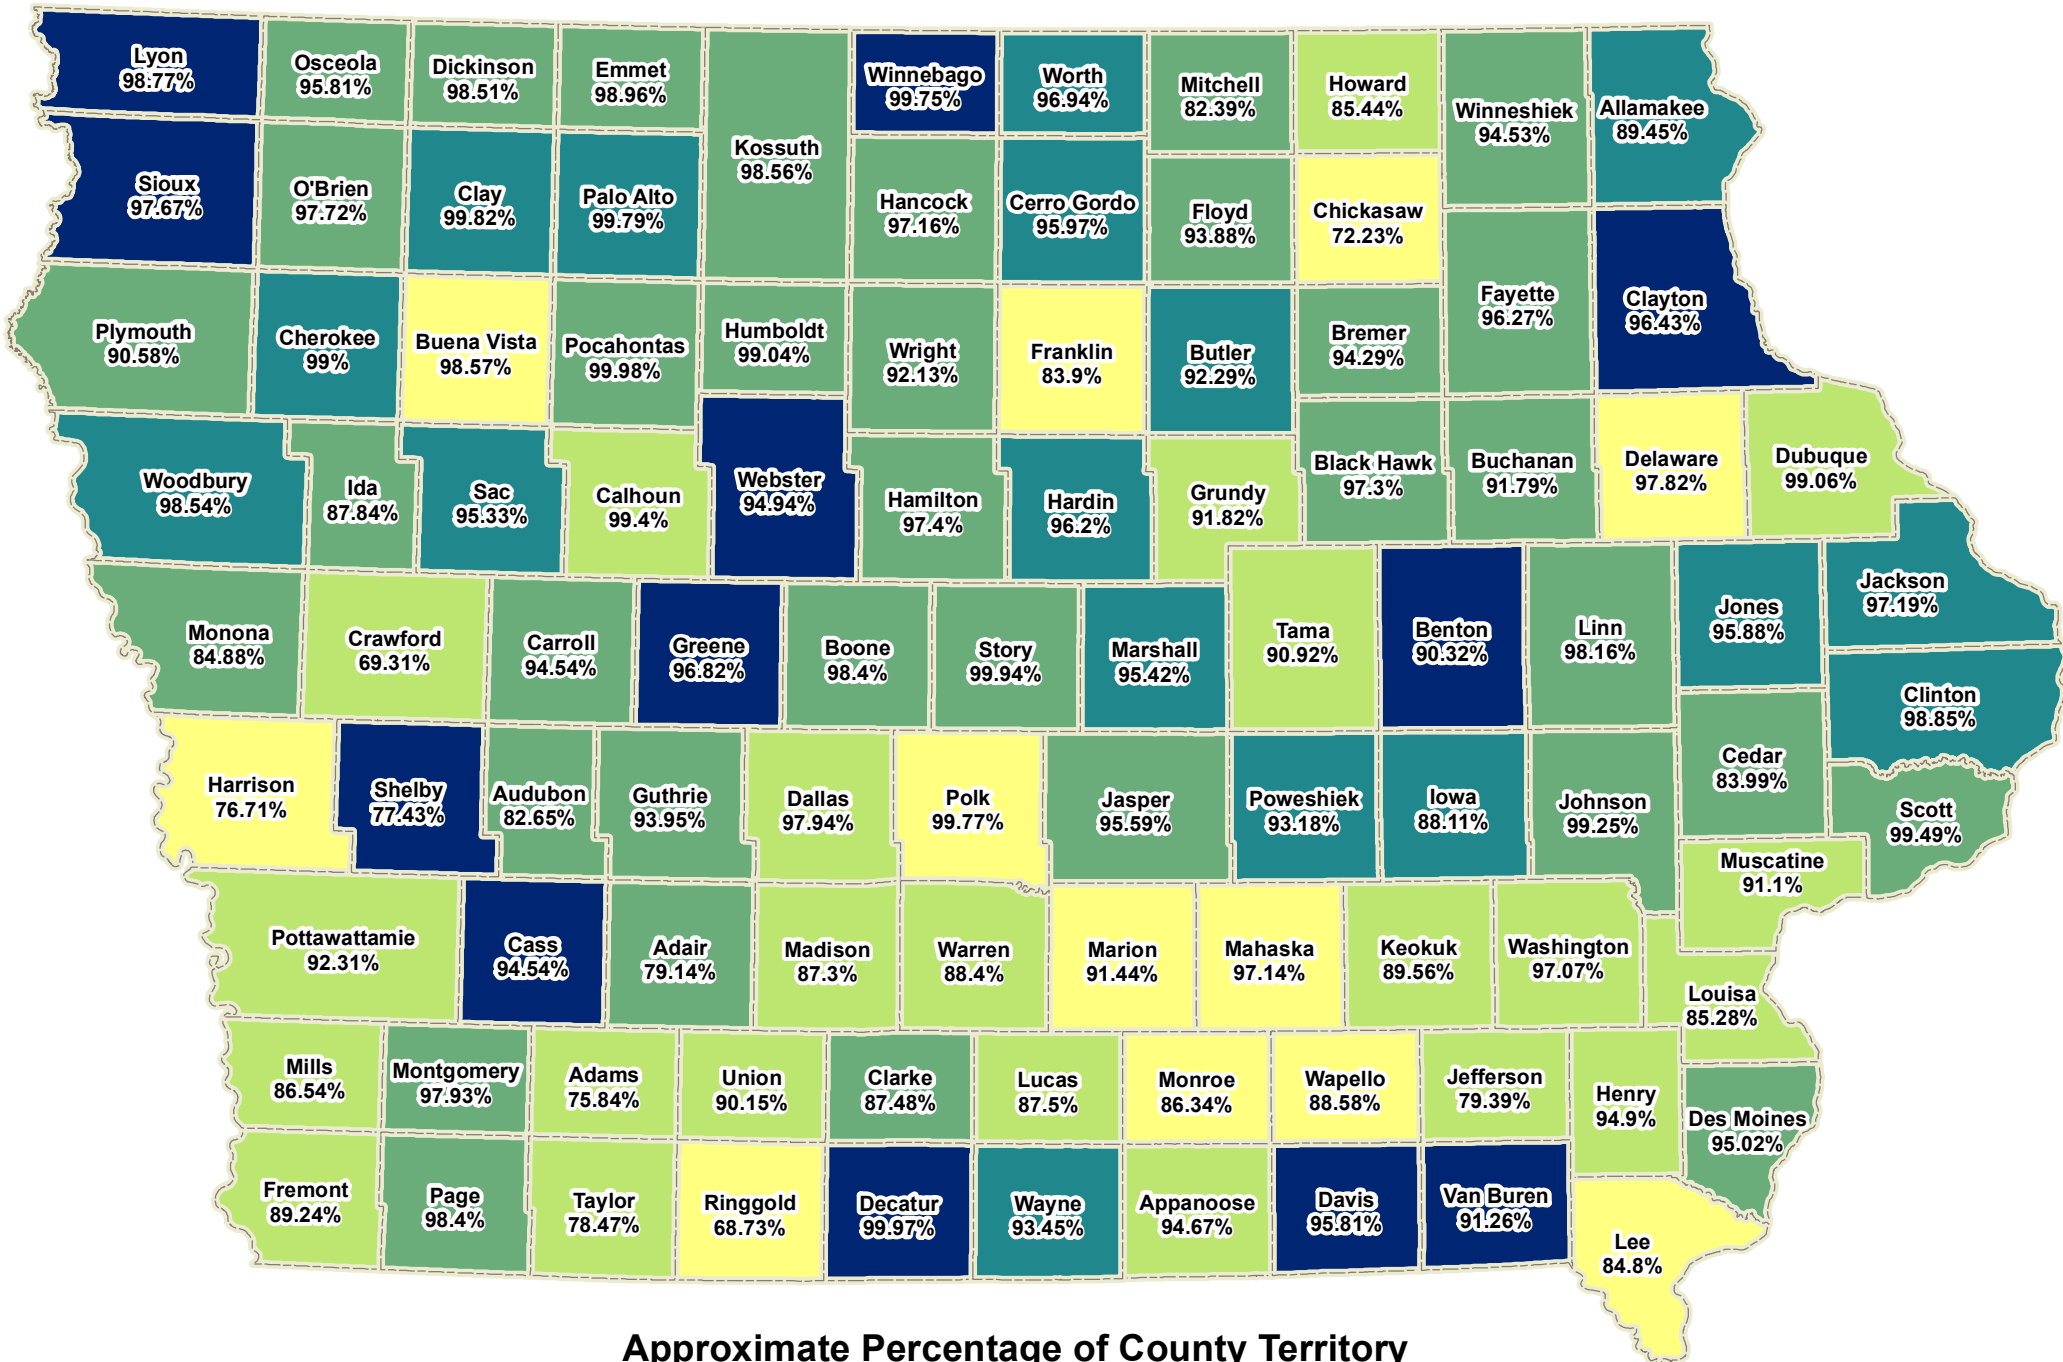 Lyon
98.77%
Osceola
95.81%
Dickinson
98.51%
Emmet
98.96%
Kossuth
98.56%
Winnebago
99.75%
Worth
96.94%
Mitchell
82.39%
Howard
85.44%
Winneshiek
94.53%
Allamakee
89.45%
Sioux
97.67%
O'Brien
97.72%
Clay
99.82%
Palo Alto
99.79%
Hancock
97.16%
Cerro Gordo
95.97%
Floyd
93.88%
Chickasaw
72.23%
Plymouth
90.58%
Cherokee
99%
Buena Vista
98.57%
Pocahontas
99.98%
Humboldt
99.04%
Wright
92.13%
Franklin
83.9%
Butler
92.29%
Bremer
94.29%
Fayette
96.27%
Clayton
96.43%
Woodbury
98.54%
Ida
87.84%
Sac
95.33%
Calhoun
99.4%
Webster
94.94%
Hamilton
97.4%
Hardin
96.2%
Grundy
91.82%
Black Hawk
97.3%
Buchanan
91.79%
Delaware
97.82%
Dubuque
99.06%
Monona
84.88%
Crawford
69.31%
Carroll
94.54%
Greene
96.82%
Boone
98.4%
Story
99.94%
Marshall
95.42%
Tama
90.92%
Benton
90.32%
Linn
98.16%
Jones
95.88%
Jackson
97.19%
Clinton
98.85%
Harrison
76.71%
Shelby
77.43%
Audubon
82.65%
Guthrie
93.95%
Dallas
97.94%
Polk
99.77%
Jasper
95.59%
Poweshiek
93.18%
Iowa
88.11%
Johnson
99.25%
Cedar
83.99%
Scott
99.49%
Muscatine
91.1%
Pottawattamie
92.31%
Cass
94.54%
Adair
79.14%
Madison
87.3%
Warren
88.4%
Marion
91.44%
Mahaska
97.14%
Keokuk
89.56%
Washington
97.07%
Louisa
85.28%
Mills
86.54%
Montgomery
97.93%
Adams
75.84%
Union
90.15%
Clarke
87.48%
Lucas
87.5%
Monroe
86.34%
Wapello
88.58%
Jefferson
79.39%
Henry
94.9%
Des Moines
95.02%
Fremont
89.24%
Page
98.4%
Taylor
78.47%
Ringgold
68.73%
Decatur
99.97%
Wayne
93.45%
Appanoose
94.67%
Davis
95.81%
Van Buren
91.26%
Lee
84.8%
Approximate Percentage of County Territory